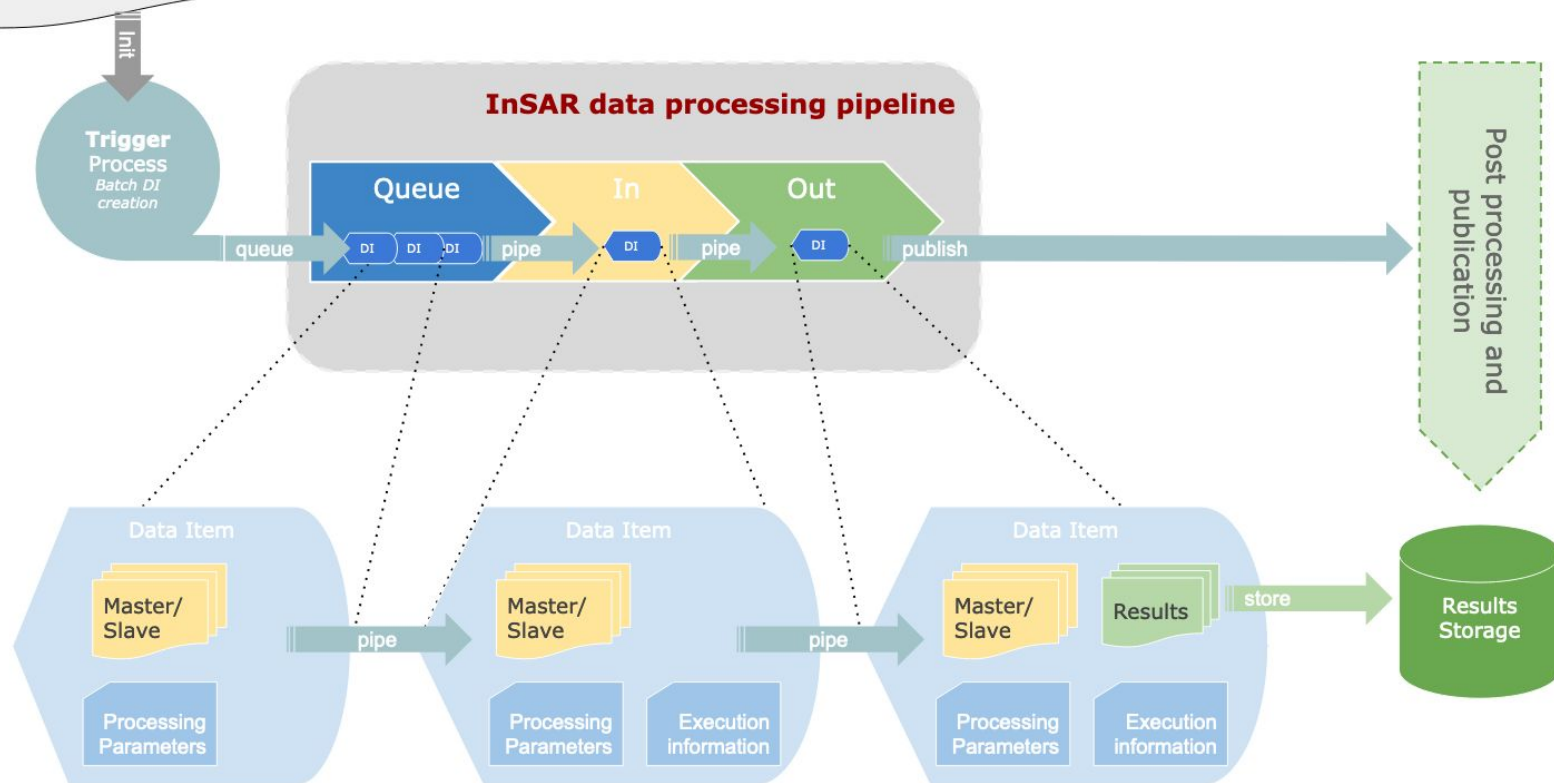 Init
Trigger
Process
Batch DI
creation
InSAR data processing pipeline
Queue
In
Out
queue
DI
DI
DI
pipe
DI
pipe
DI
publish
Post processing and
publication
Data Item
Master/
Slave
Processing
Parameters
pipe
Data Item
Master/
Slave
Processing
Parameters
Execution
information
pipe
Data Item
Master/
Slave
Results
Processing
Parameters
Execution
information
store
Results
Storage